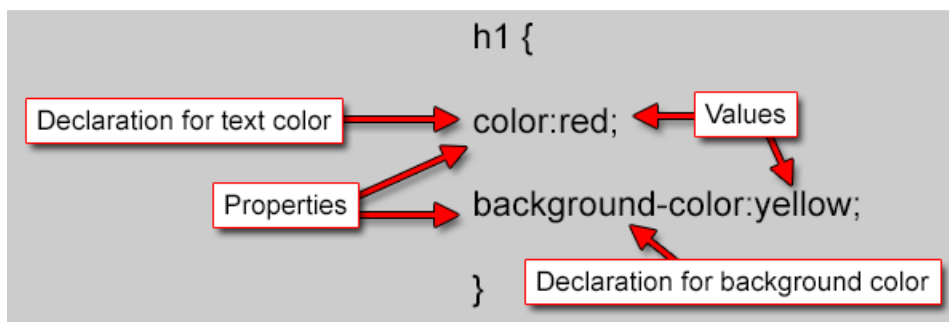 h1 {
Declaration for text color
color:red;
Values
Properties
background-color:yellow;
Declaration for background color
}